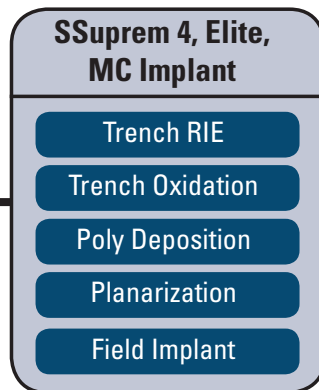 SSuprem 4, Elite,
MC Implant
Trench RIE
Trench Oxidation
Poly Deposition
Planarization
Field Implant